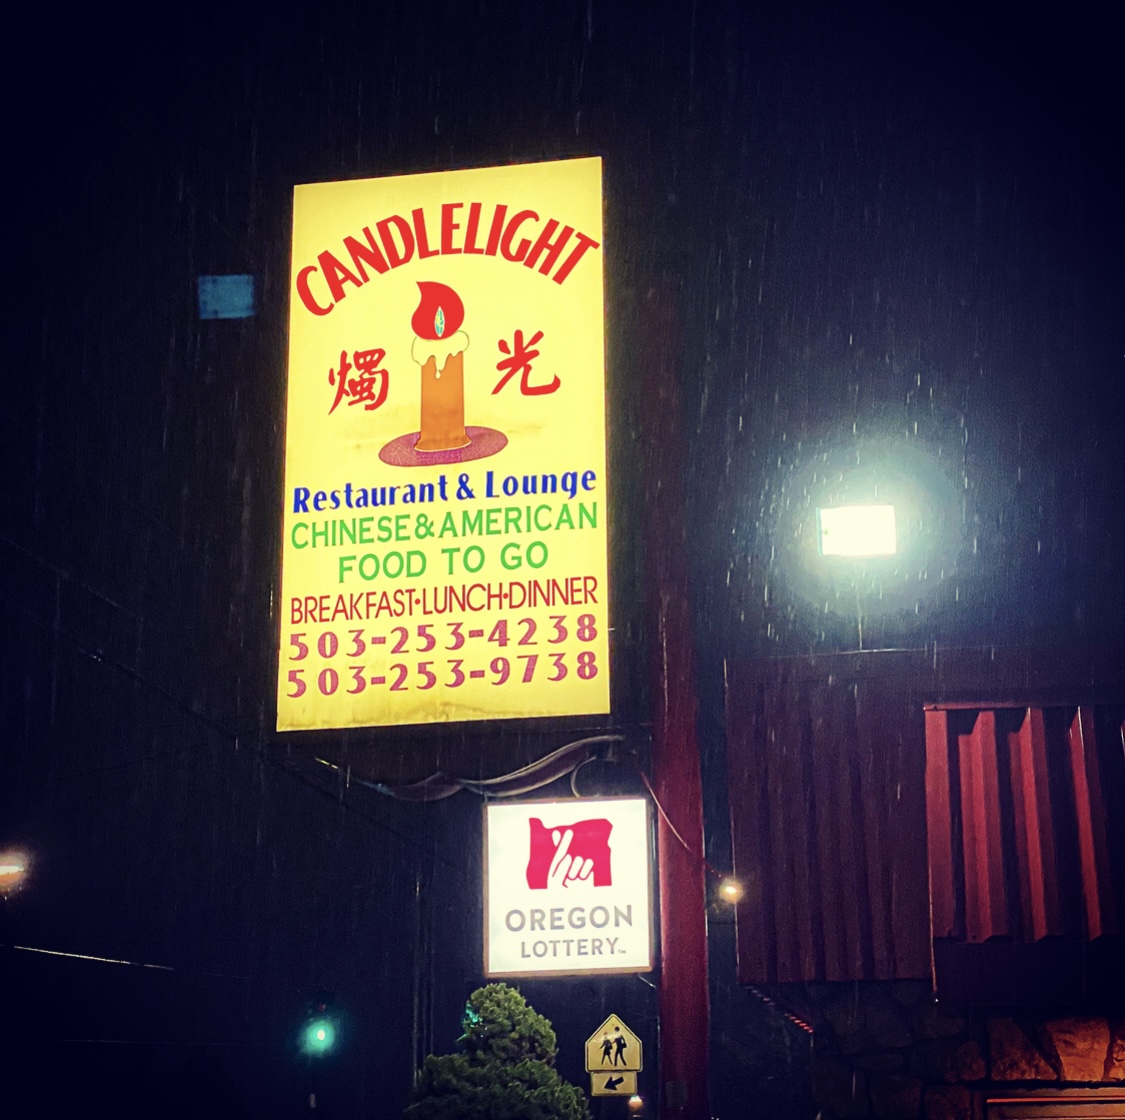 CANDLELIGHT
燭 光
Restaurant & Lounge
CHINESE & AMERICAN
FOOD TO GO
BREAKFAST·LUNCH·DINNER
503-253-4238
503-253-9738
OREGON
LOTTERY™